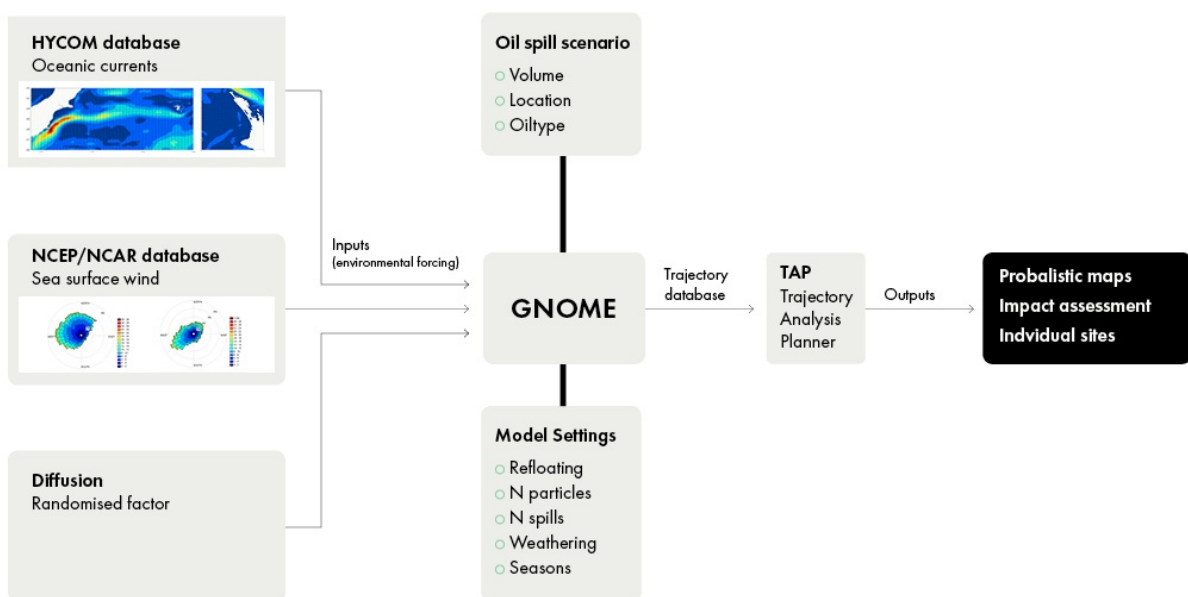 HYCOM database
Oceanic currents
NCEP/NCAR database
Sea surface wind
Diffusion
Randomised factor
Inputs
(environmental forcing)
Oil spill scenario
Volume
Location
Oiltype
GNOME
Model Settings
Refloating
N particles
N spills
Weathering
Seasons
Trajectory
database
TAP
Trajectory
Analysis
Planner
Outputs
Probalistic maps
Impact assessment
Indvidual sites